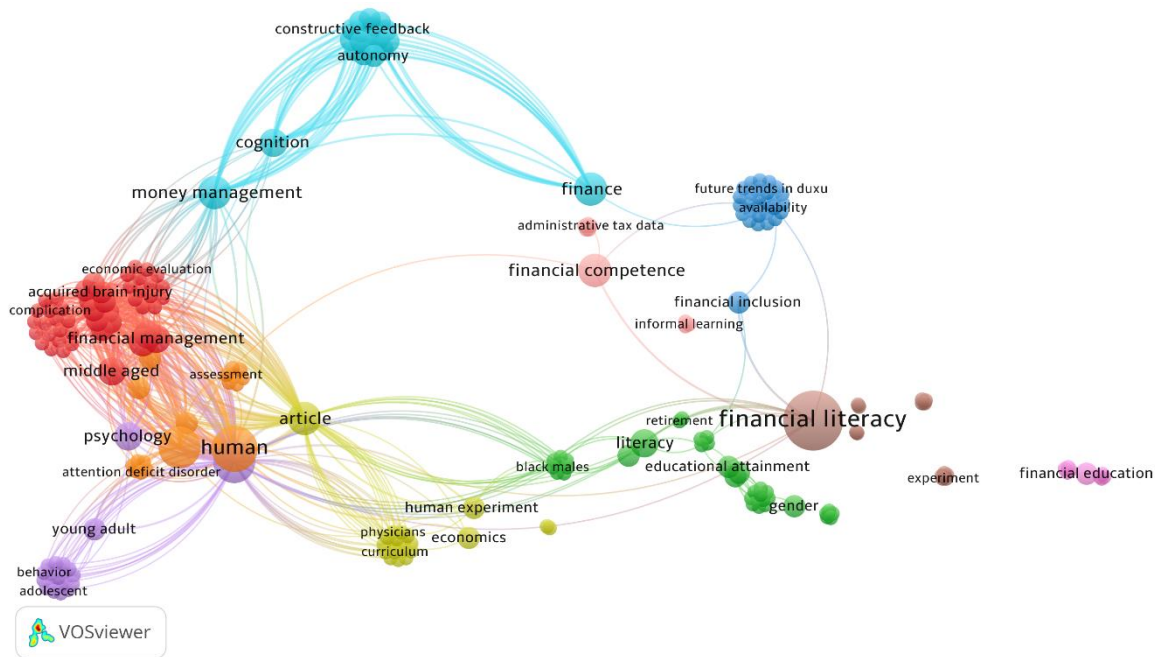 constructive feedback
autonomy
cognition
money management
finance
future trends in duxu
availability
administrative tax data
financial competence
economic evaluation
acquired brain injury
complication
financial inclusion
informal learning
financial management
middle aged
assessment
article
financial literacy
retirement
psychology
human
literacy
attention deficit disorder
black males
educational attainment
financial education
experiment
human experiment
gender
young adult
physicians
economics
curriculum
behavior
adolescent
VOSviewer